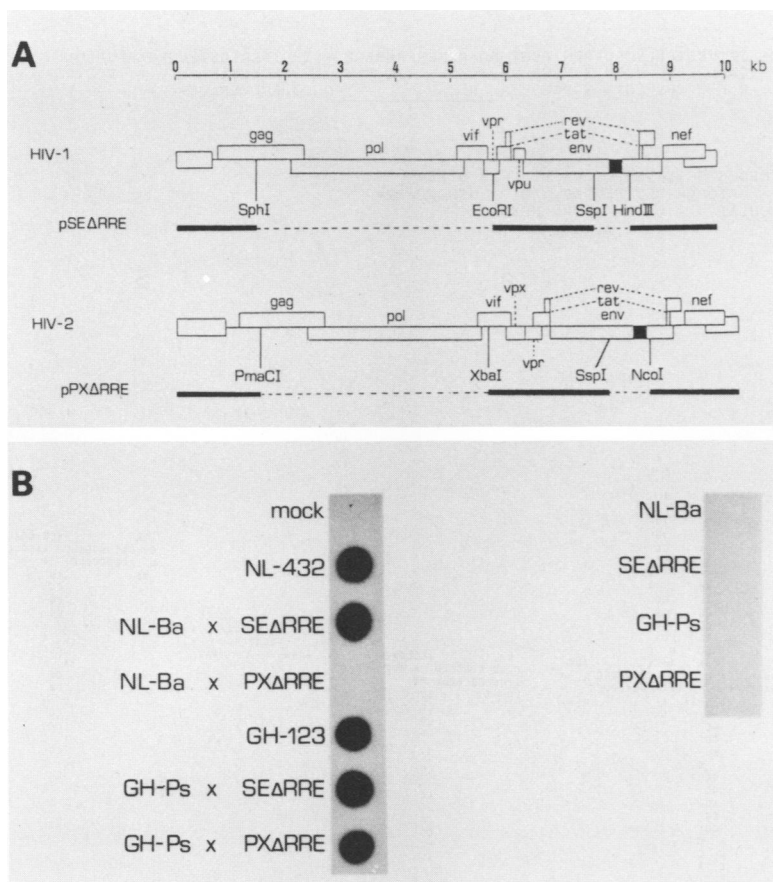 A
0 1 2 3 4 5 6 7 8 9 10 kb
vpr rev
gag pol vif tat env nef
HIV-1
vpu
SphI EcoRI SspI HindIII
pSEΔRRE
vpx rev
gag pol vif tat env nef
HIV-2
vpr
PmaCI XbaI SspI NcoI
pPXΔRRE
B
mock
NL-432
NL-Ba x SEΔRRE
NL-Ba x PXΔRRE
GH-123
GH-Ps x SEΔRRE
GH-Ps x PXΔRRE
NL-Ba
SEΔRRE
GH-Ps
PXΔRRE